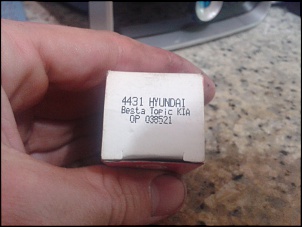 4431 HYUNDAI
Besta Topic KIA
OP 038521